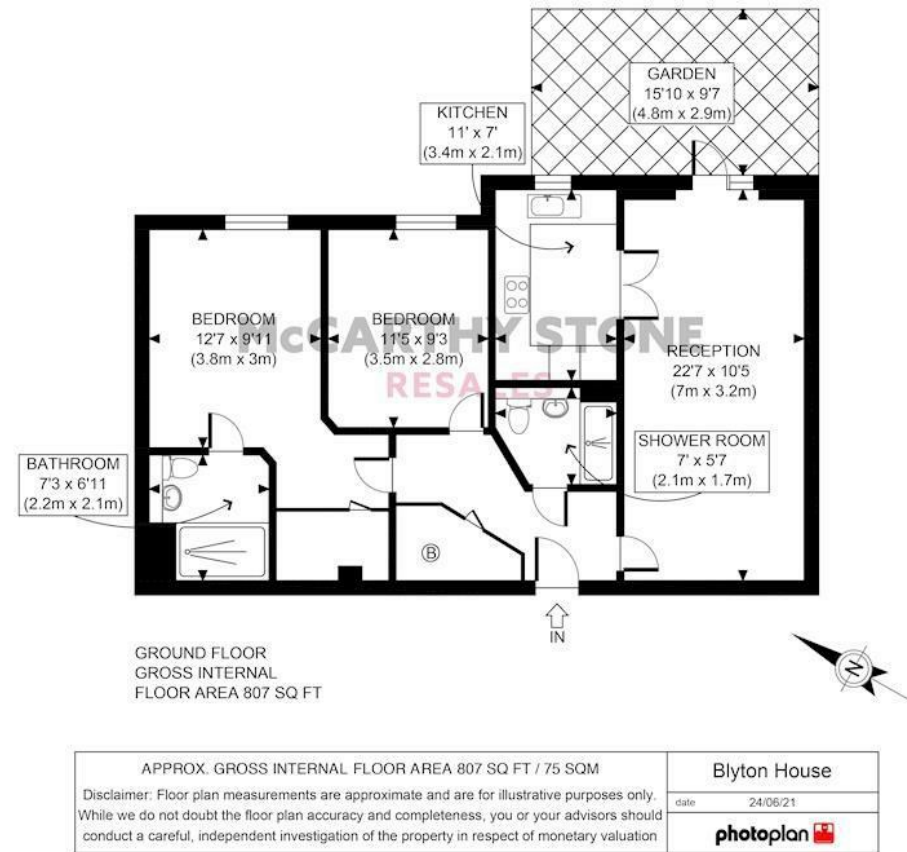 GARDEN
15'10 x 9'7
(4.8m x 2.9m)
KITCHEN
11' x 7'
(3.4m x 2.1m)
BEDROOM
12'7 x 9'11
(3.8m x 3m)
BEDROOM
11'5 x 9'3
(3.5m x 2.8m)
McCARTHY STONE
RESALES
RECEPTION
22'7 x 10'5
(7m x 3.2m)
SHOWER ROOM
7' x 5'7
(2.1m x 1.7m)
BATHROOM
7'3 x 6'11
(2.2m x 2.1m)
B
IN
N
GROUND FLOOR
GROSS INTERNAL
FLOOR AREA 807 SQ FT
APPROX. GROSS INTERNAL FLOOR AREA 807 SQ FT / 75 SQM
Disclaimer: Floor plan measurements are approximate and are for illustrative purposes only.
While we do not doubt the floor plan accuracy and completeness, you or your advisors should
conduct a careful, independent investigation of the property in respect of monetary valuation
Blyton House
date 24/06/21
photoplan